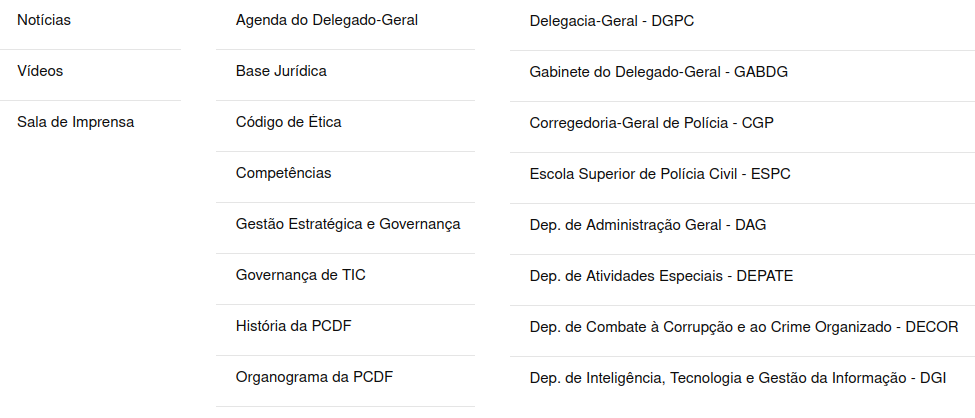 Notícias
Vídeos
Sala de Imprensa
Agenda do Delegado-Geral
Base Jurídica
Código de Ética
Competências
Gestão Estratégica e Governança
Governança de TIC
História da PCDF
Organograma da PCDF
Delegacia-Geral - DGPC
Gabinete do Delegado-Geral - GABDG
Corregedoria-Geral de Polícia - CGP
Escola Superior de Polícia Civil - ESPC
Dep. de Administração Geral - DAG
Dep. de Atividades Especiais - DEPATE
Dep. de Combate à Corrupção e ao Crime Organizado - DECOR
Dep. de Inteligência, Tecnologia e Gestão da Informação - DGI